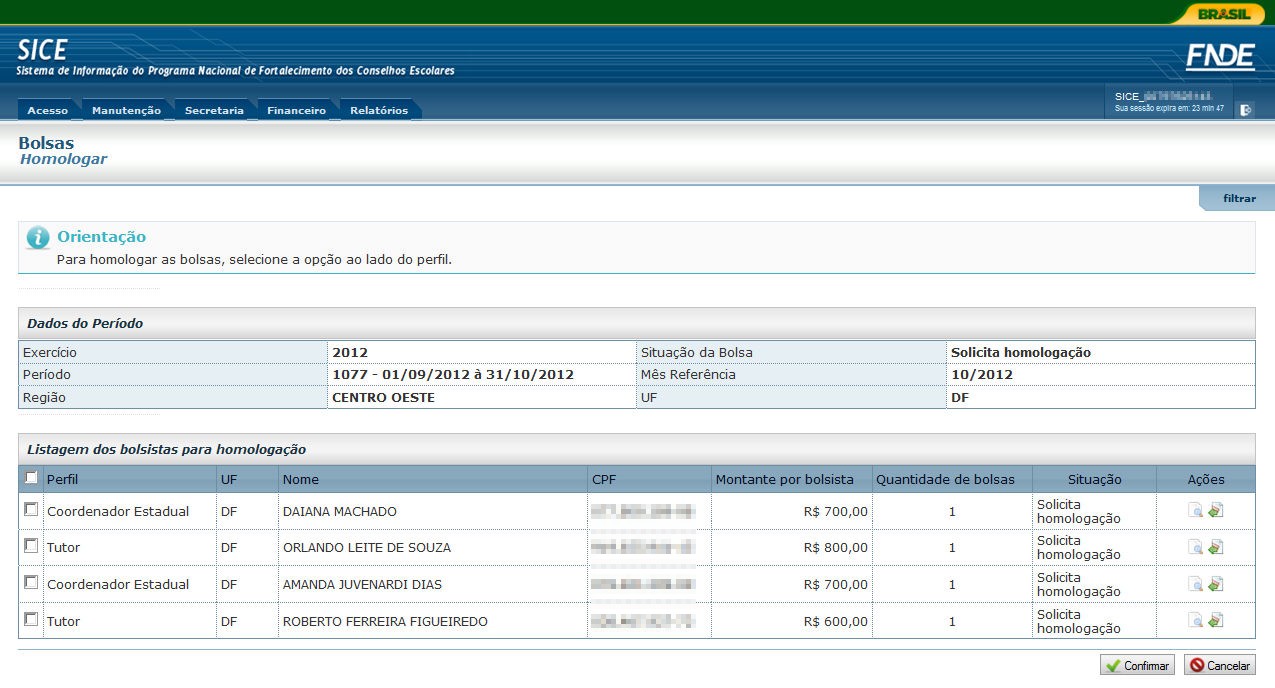 BRASIL
SICE
Sistema de Informação do Programa Nacional de Fortalecimento dos Conselhos Escolares
FNDE
Acesso Manutenção Secretaria Financeiro Relatórios
SICE_
Sua sessão expira em: 23 min 47
Bolsas
Homologar
filtrar
Orientação
Para homologar as bolsas, selecione a opção ao lado do perfil.
Dados do Período
Exercício 2012 Situação da Bolsa Solicita homologação
Período 1077 - 01/09/2012 à 31/10/2012 Mês Referência 10/2012
Região CENTRO OESTE UF DF
Listagem dos bolsistas para homologação
Perfil UF Nome CPF Montante por bolsista Quantidade de bolsas Situação Ações
Coordenador Estadual DF DAIANA MACHADO R$ 700,00 1 Solicita homologação
Tutor DF ORLANDO LEITE DE SOUZA R$ 800,00 1 Solicita homologação
Coordenador Estadual DF AMANDA JUVENARDI DIAS R$ 700,00 1 Solicita homologação
Tutor DF ROBERTO FERREIRA FIGUEIREDO R$ 600,00 1 Solicita homologação
Confirmar Cancelar